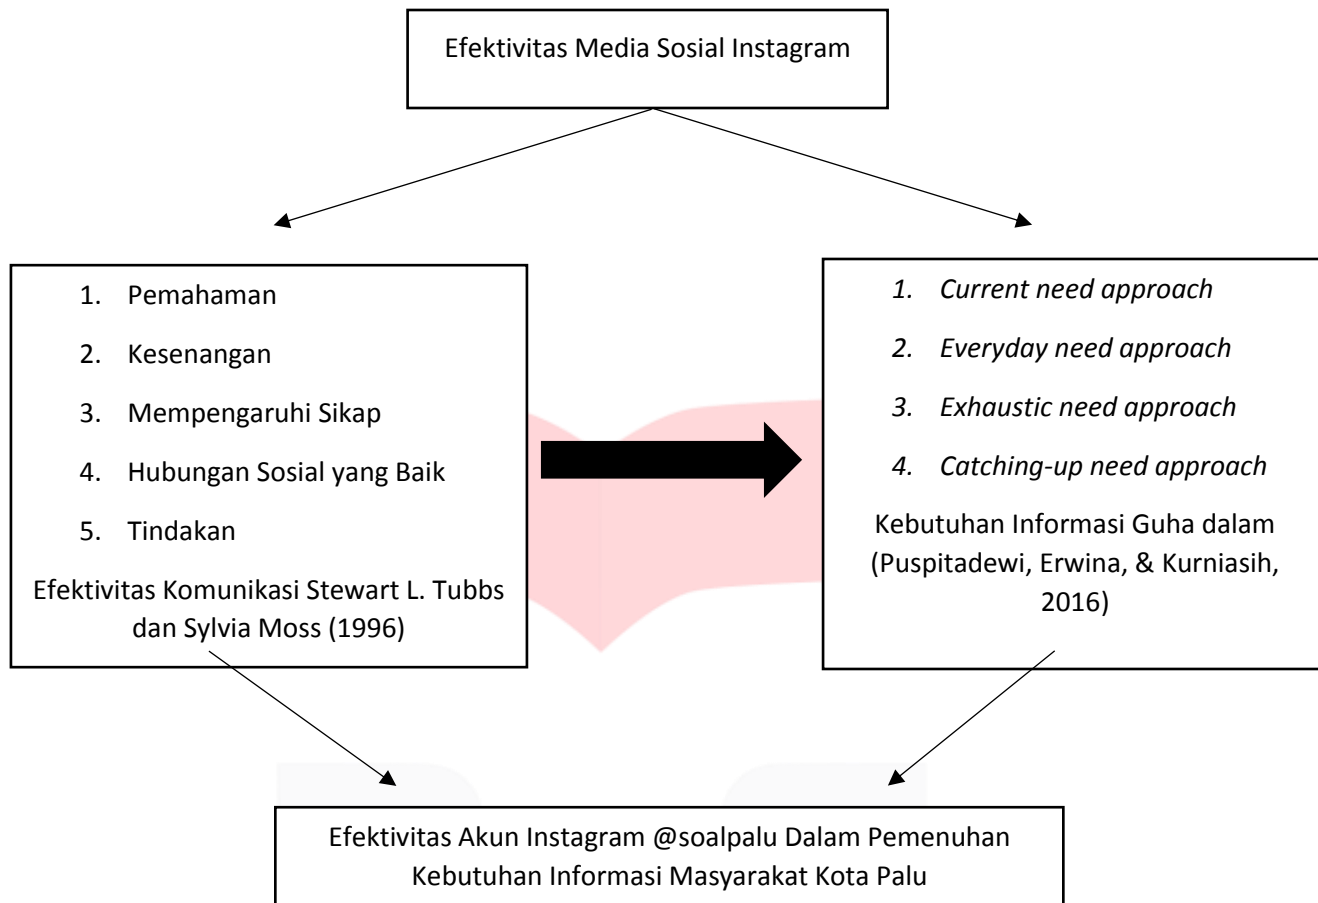 Efektivitas Media Sosial Instagram
1. Pemahaman
2. Kesenangan
3. Mempengaruhi Sikap
4. Hubungan Sosial yang Baik
5. Tindakan
Efektivitas Komunikasi Stewart L. Tubbs
dan Sylvia Moss (1996)
1. Current need approach
2. Everyday need approach
3. Exhaustic need approach
4. Catching-up need approach
Kebutuhan Informasi Guha dalam
(Puspitadewi, Erwina, & Kurniasih,
2016)
Efektivitas Akun Instagram @soalpalu Dalam Pemenuhan
Kebutuhan Informasi Masyarakat Kota Palu